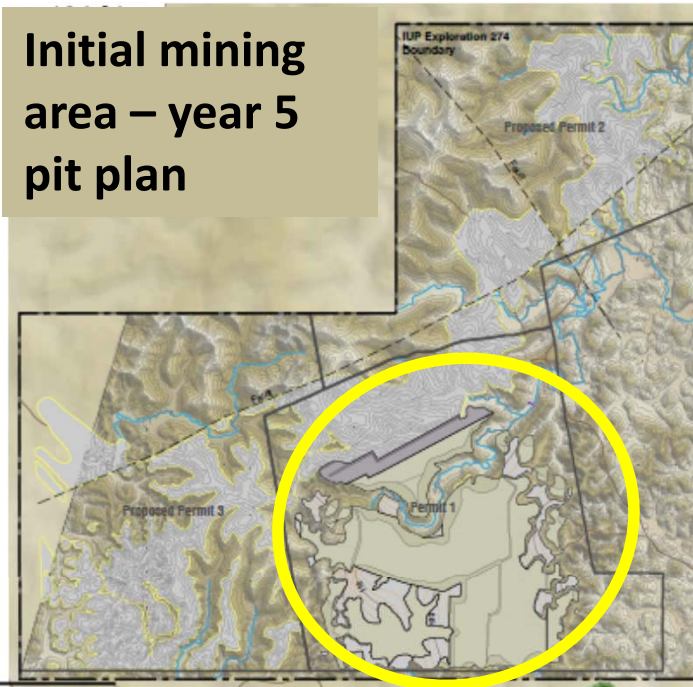 Initial mining
area – year 5
pit plan
IUP Exploration 274
Boundary
Proposed Permit 2
Fault
Proposed Permit 3
Permit 1